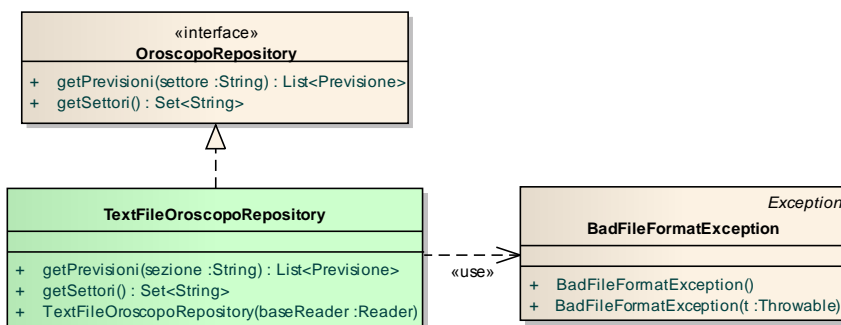 «interface»
OroscopoRepository
+ getPrevisioni(settore :String) : List<Previsione>
+ getSettori() : Set<String>
TextFileOroscopoRepository
+ getPrevisioni(sezione :String) : List<Previsione>
+ getSettori() : Set<String>
+ TextFileOroscopoRepository(baseReader :Reader)
«use»
Exception
BadFileFormatException
+ BadFileFormatException()
+ BadFileFormatException(t :Throwable)